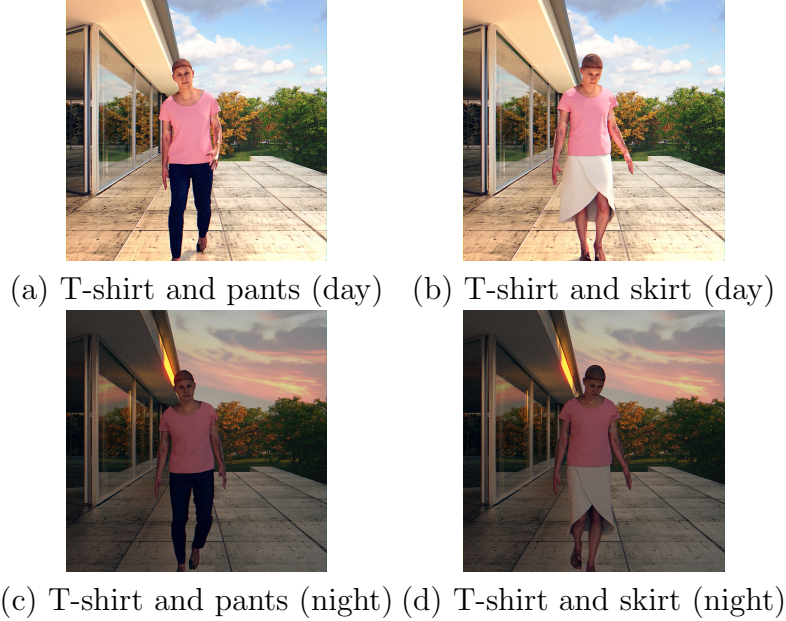 (a) T-shirt and pants (day)
(b) T-shirt and skirt (day)
(c) T-shirt and pants (night)
(d) T-shirt and skirt (night)